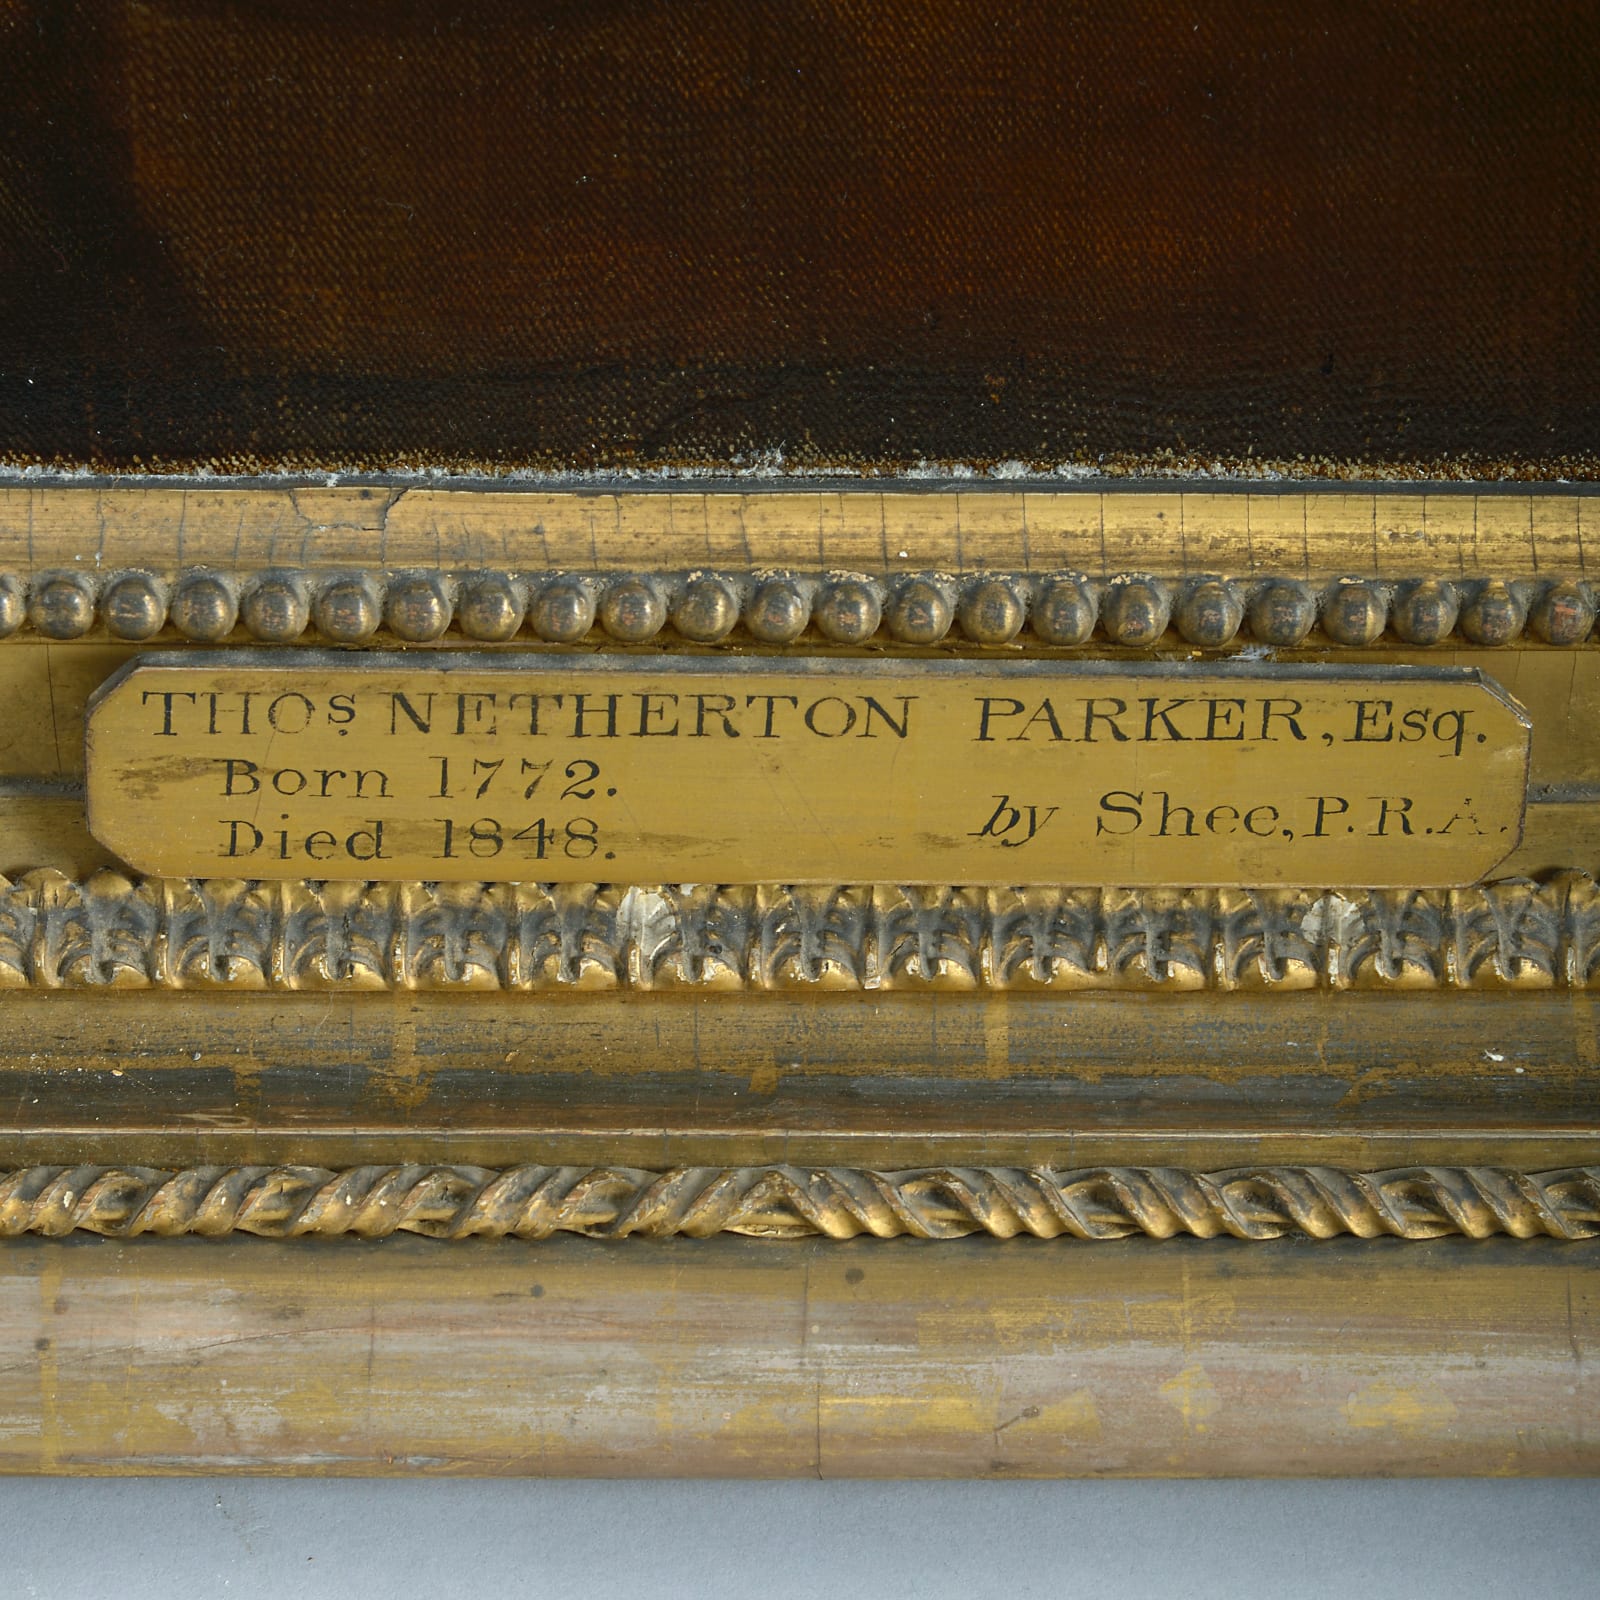 THOS. NETHERTON PARKER, Esq.
Born 1772.
Died 1848.
by Shee, P.R.A.